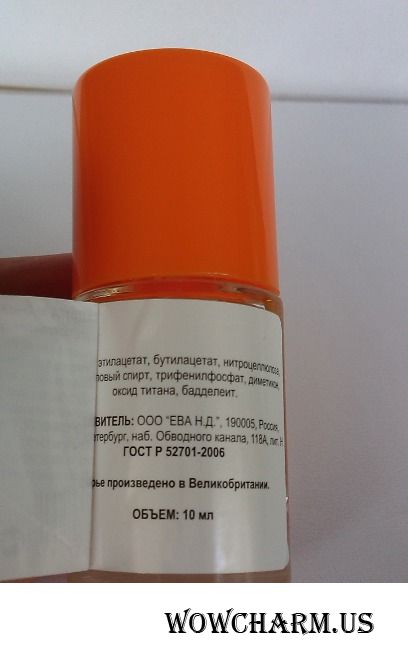 этилацетат, бутилацетат, нитроцеллюлоза,
ловый спирт, трифенилфосфат, диметикон,
оксид титана, бадделеит.
ВИТЕЛЬ: ООО "ЕВА Н.Д.", 190005, Россия,
етербург, наб. Обводного канала, 118А, лит. Н
ГОСТ Р 52701-2006
рье произведено в Великобритании.
ОБЪЕМ: 10 мл
WOWCHARM.US